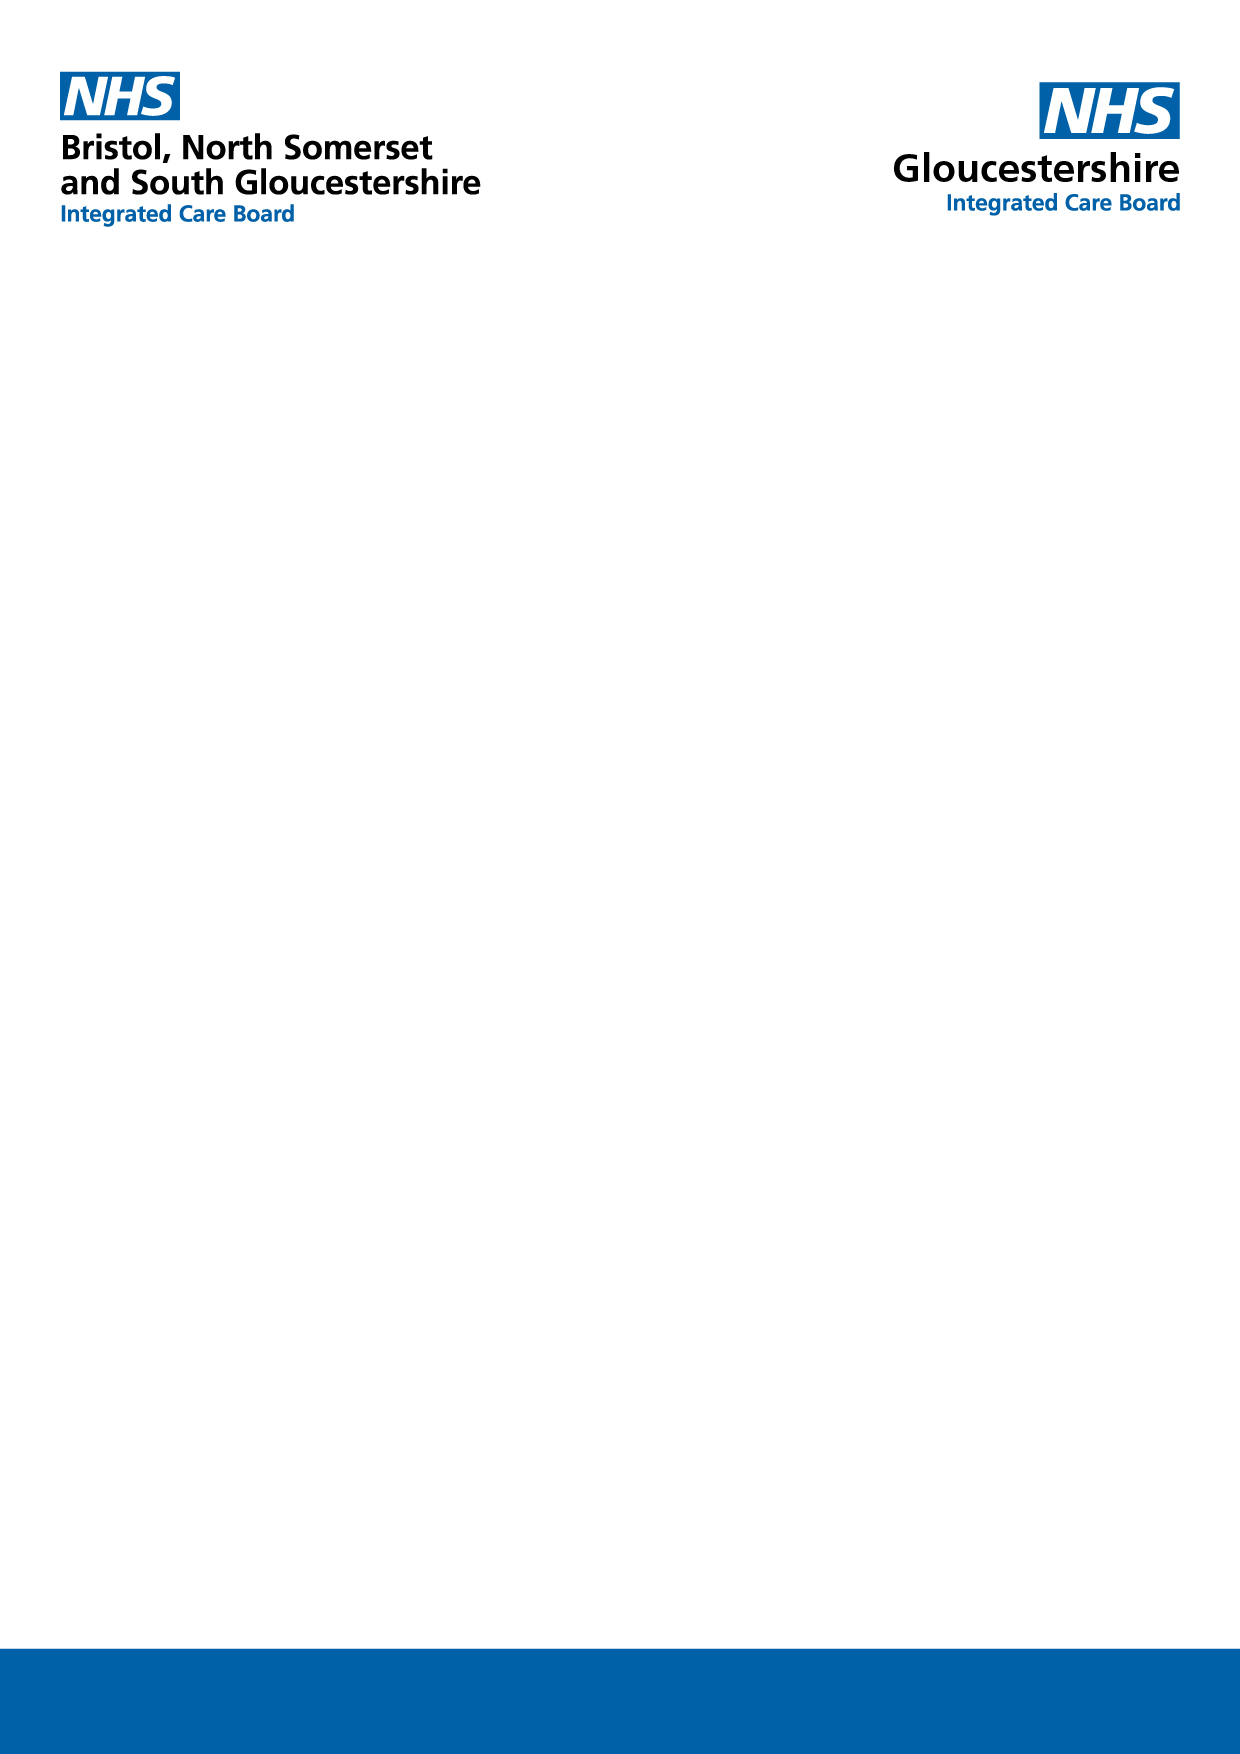 NHS
Bristol, North Somerset
and South Gloucestershire
Integrated Care Board
NHS
Gloucestershire
Integrated Care Board